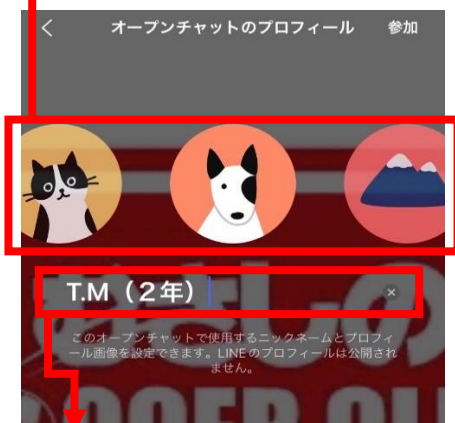 オープンチャットのプロフィール 参加
T.M（２年）
このオープンチャットで使用するニックネームとプロフィ
ール画像を設定できます。LINEのプロフィールは公開され
ません。